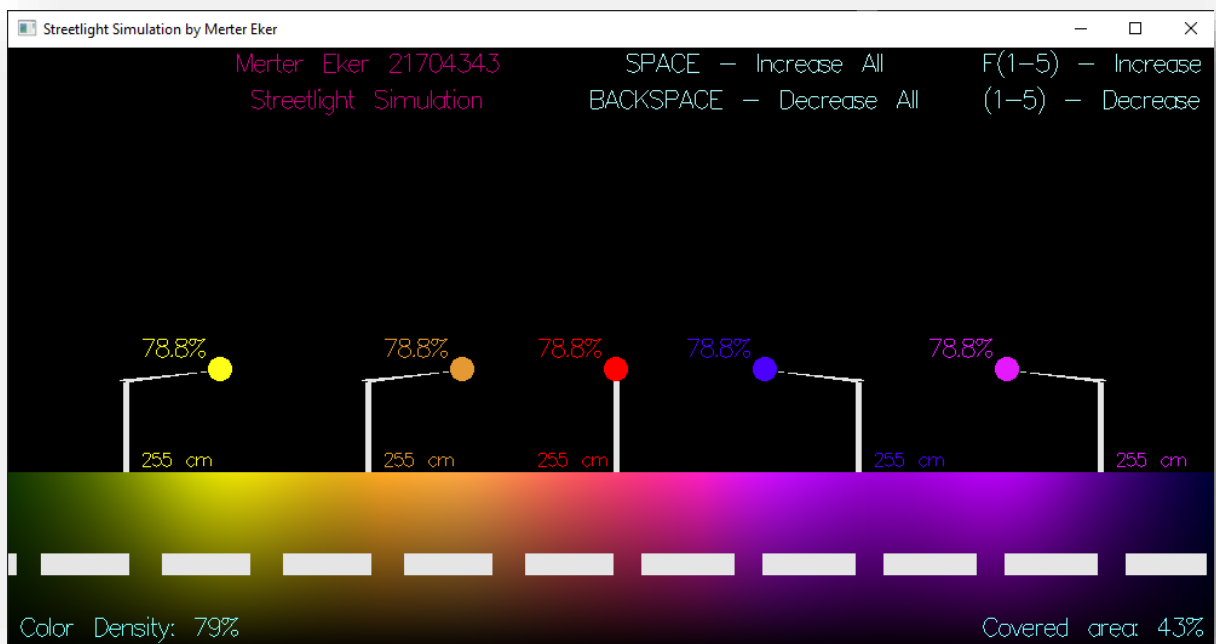 Streetlight Simulation by Merter Eker
Merter Eker 21704343 SPACE - Increase All F(1-5) - Increase
Streetlight Simulation BACKSPACE - Decrease All (1-5) - Decrease
78.8% 78.8% 78.8% 78.8% 78.8%
255 cm 255 cm 255 cm 255 cm 255 cm
Color Density: 79% Covered area: 43%